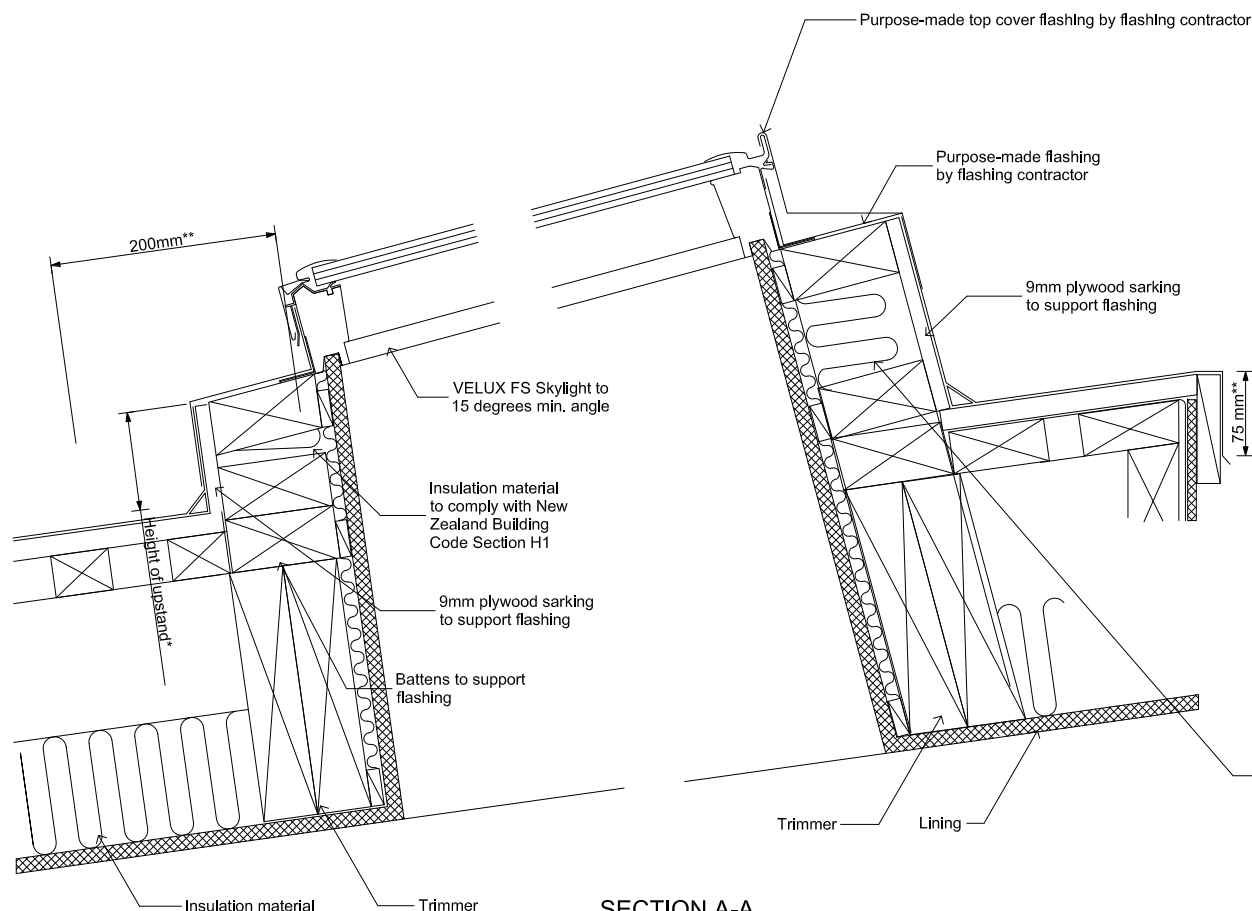 Purpose-made top cover flashing by flashing contractor
Purpose-made flashing
by flashing contractor
200mm**
9mm plywood sarking
to support flashing
VELUX FS Skylight to
15 degrees min. angle
75 mm**
Insulation material
to comply with New
Zealand Building
Code Section H1
Height of upstand*
9mm plywood sarking
to support flashing
Battens to support
flashing
Trimmer
Lining
Insulation material
Trimmer
SECTION A-A